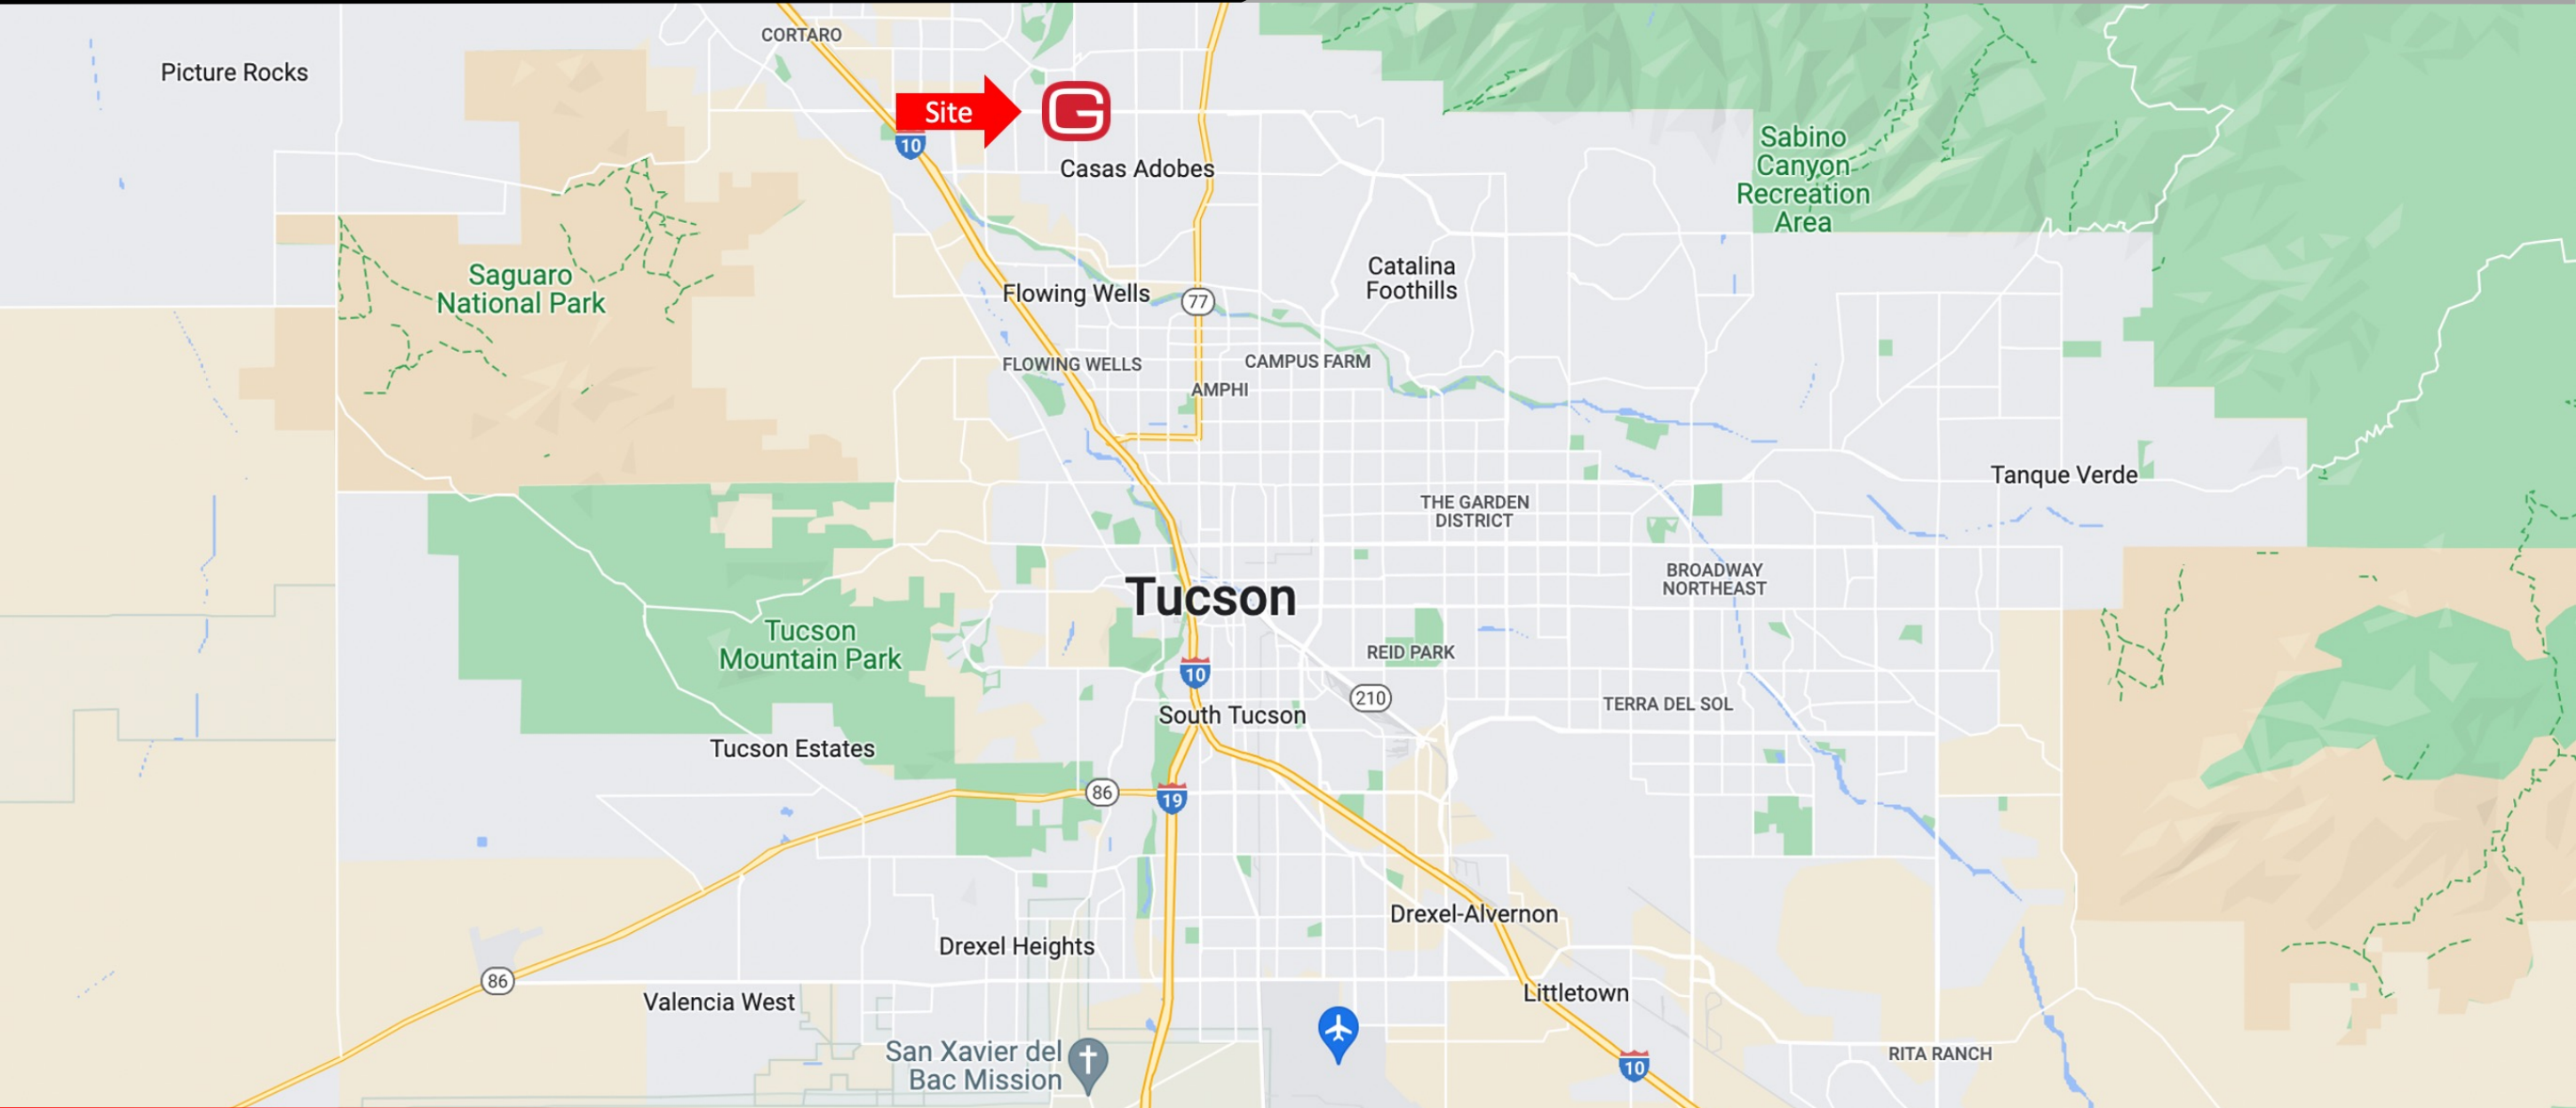 CORTARO
Picture Rocks
Site
G
10
Casas Adobes
Sabino
Canyon
Recreation
Area
Saguaro
National Park
Catalina
Foothills
Flowing Wells
77
FLOWING WELLS
CAMPUS FARM
AMPHI
Tanque Verde
THE GARDEN
DISTRICT
BROADWAY
NORTHEAST
Tucson
Tucson
Mountain Park
REID PARK
10
210
TERRA DEL SOL
South Tucson
Tucson Estates
86
19
Drexel-Alvernon
Drexel Heights
86
Littletown
Valencia West
San Xavier del
Bac Mission
RITA RANCH
10